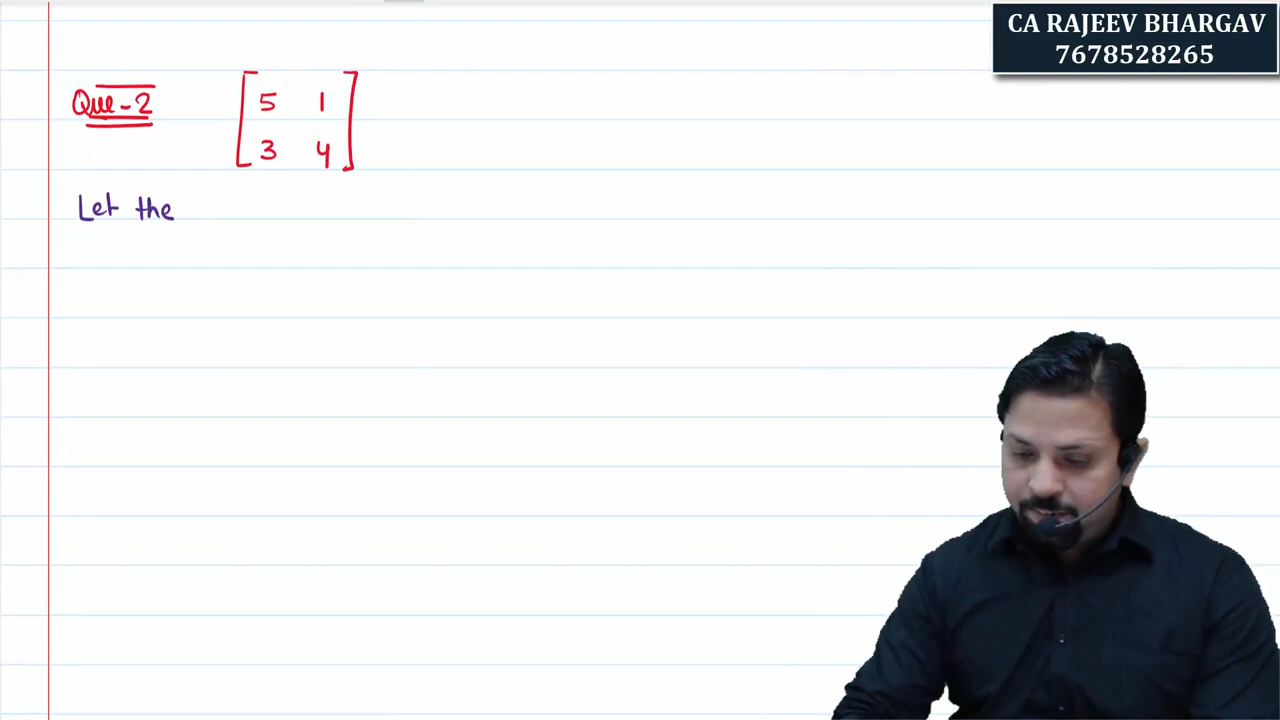 CA RAJEEV BHARGAV
7678528265
Que-2
5 1
3 4
Let the